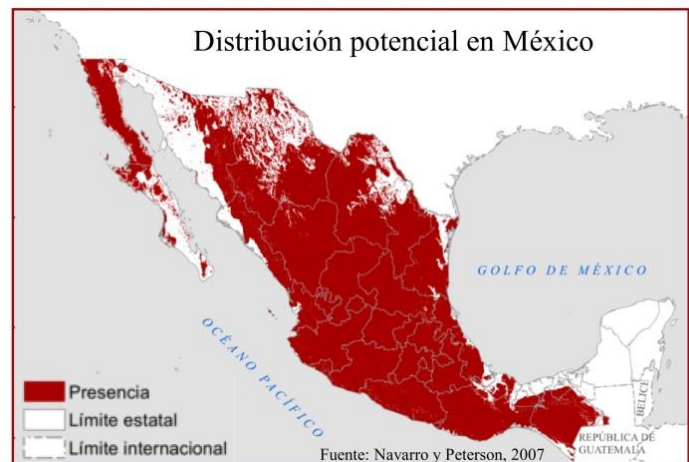 Distribución potencial en México
GOLFO DE MÉXICO
OCÉANO PACÍFICO
BELICE
REPÚBLICA DE
GUATEMALA
Presencia
Límite estatal
Límite internacional
Fuente: Navarro y Peterson, 2007